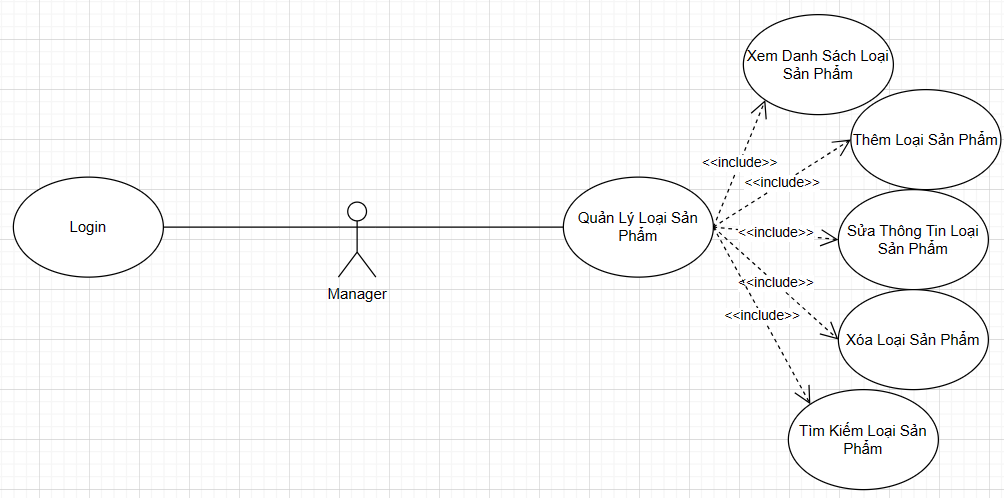 Xem Danh Sách Loại
Sản Phẩm
Thêm Loại Sản Phẩm
<<include>>
<<include>>
Login
Quản Lý Loại Sản
Phẩm
<<include>>
Sửa Thông Tin Loại
Sản Phẩm
Manager
<<include>>
<<include>>
Xóa Loại Sản Phẩm
Tìm Kiếm Loại Sản
Phẩm